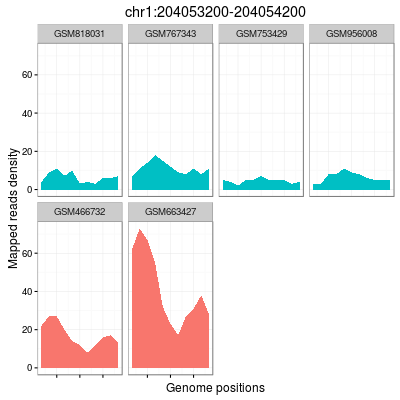 chr1:204053200-204054200
GSM818031 GSM767343 GSM753429 GSM956008
60
40
20
0
GSM466732 GSM663427
60
40
20
0
Mapped reads density
Genome positions